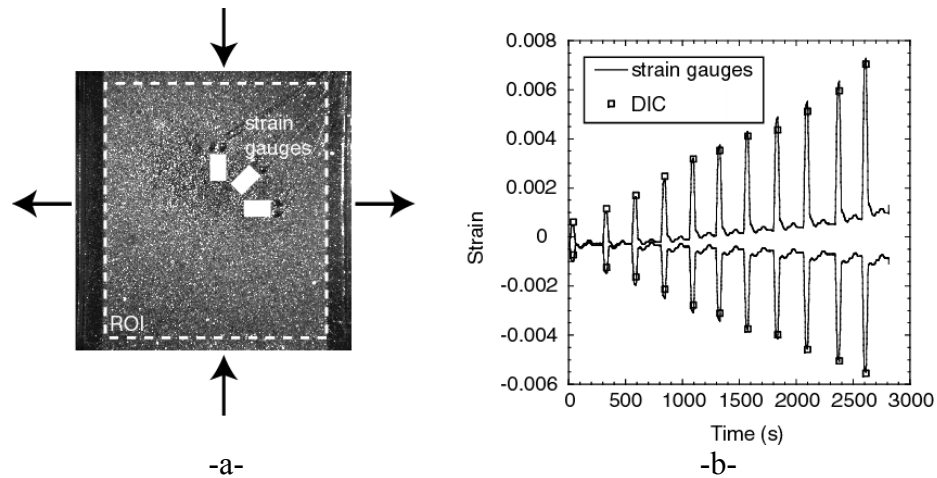 strain
gauges
ROI
-a-
0.008
0.006
0.004
0.002
0
-0.002
-0.004
-0.006
Strain
strain gauges
DIC
0 500 1000 1500 2000 2500 3000
Time (s)
-b-